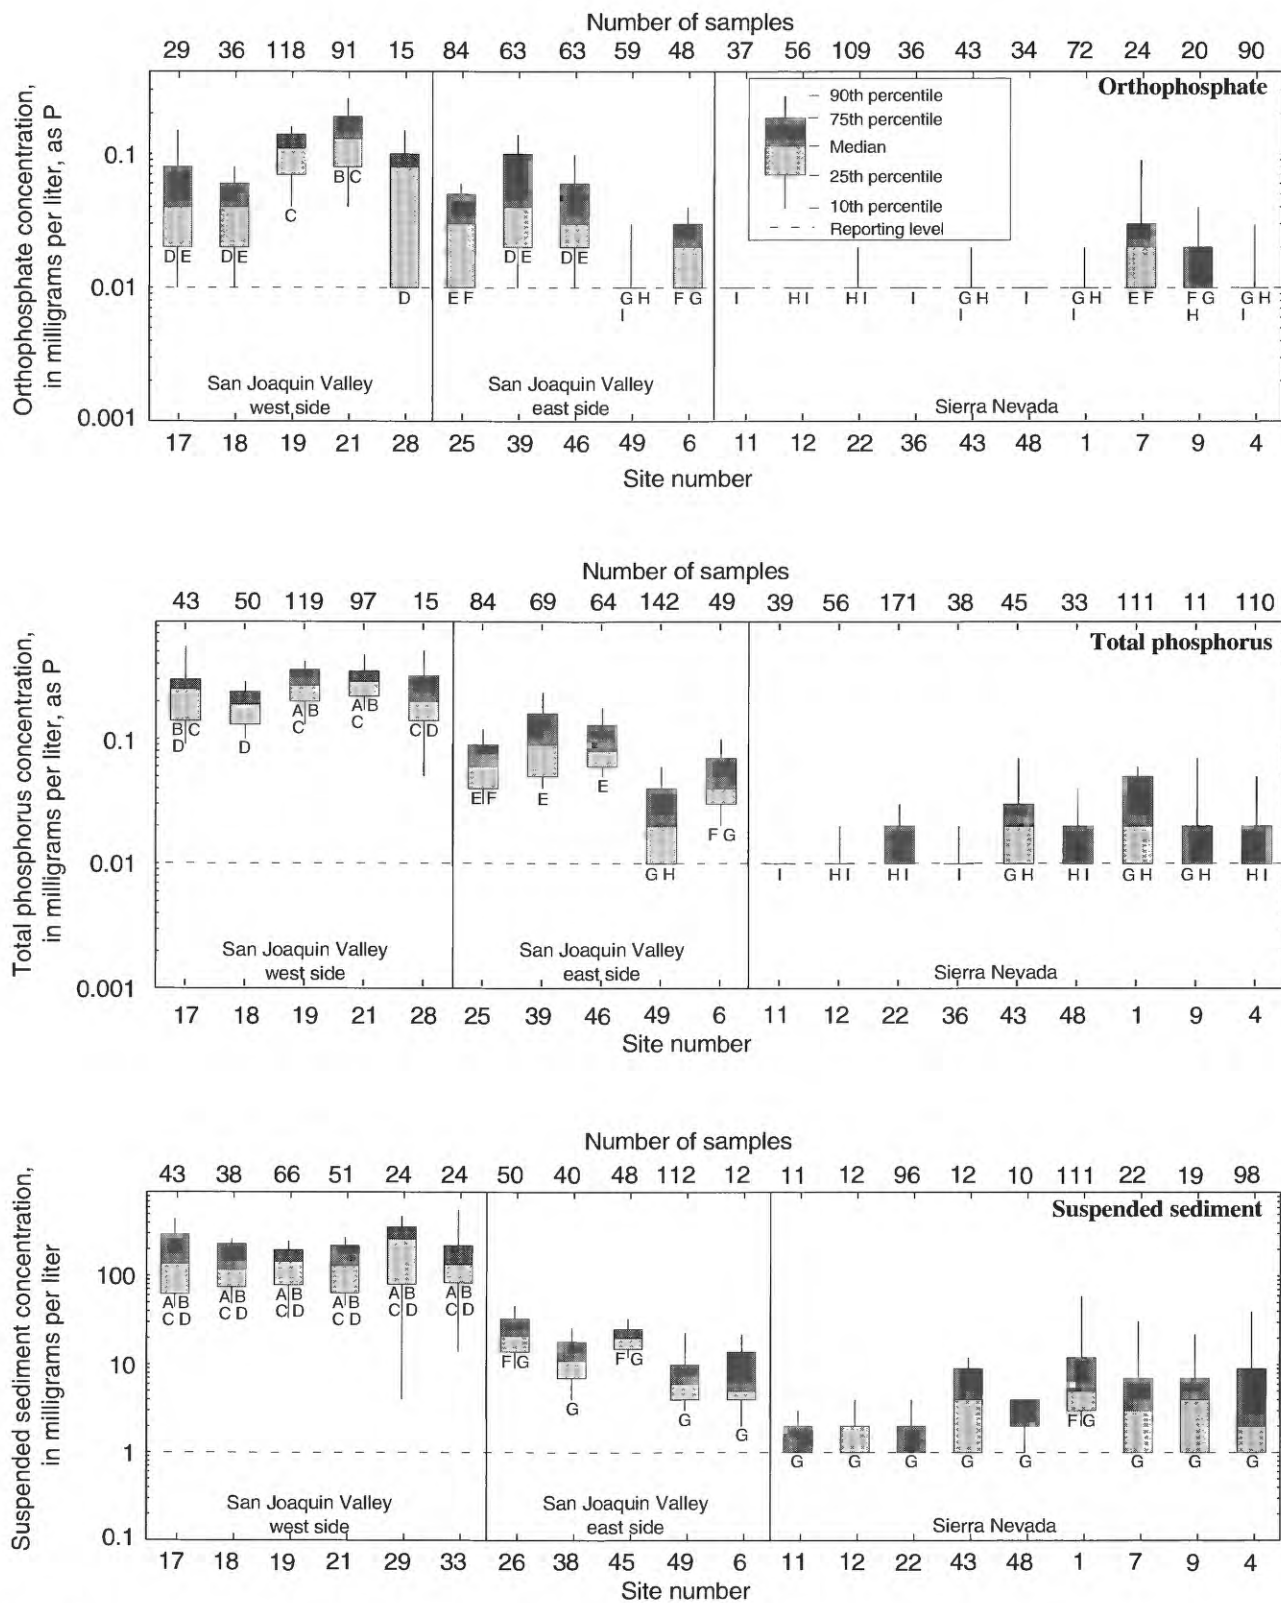 Number of samples
29 36 118 91 15 84 63 63 59 48 37 56 109 36 43 34 72 24 20 90
Orthophosphate concentration,
in milligrams per liter, as P
Orthophosphate
90th percentile
75th percentile
Median
25th percentile
10th percentile
Reporting level
0.1
0.01
0.001
B C
C
D E D E D E D E
D E F G H F G I H I H I I G H I G H E F F G G H
I I I H I
San Joaquin Valley
west side
San Joaquin Valley
east side
Sierra Nevada
17 18 19 21 28 25 39 46 49 6 11 12 22 36 43 48 1 7 9 4
Site number
Number of samples
43 50 119 97 15 84 69 64 142 49 39 56 171 38 45 33 111 11 110
Total phosphorus concentration,
in milligrams per liter, as P
Total phosphorus
0.1
0.01
0.001
B C A B A B C D
D D C C
E F E E F G
G H I H I H I I G H H I G H G H H I
San Joaquin Valley
west side
San Joaquin Valley
east side
Sierra Nevada
17 18 19 21 28 25 39 46 49 6 11 12 22 36 43 48 1 9 4
Site number
Number of samples
43 38 66 51 24 24 50 40 48 112 12 11 12 96 12 10 111 22 19 98
Suspended sediment concentration,
in milligrams per liter
Suspended sediment
100
10
1
0.1
A B A B A B A B A B A B
C D C D C D C D C D C D
F G G F G G G F G
G G G G G G G G
San Joaquin Valley
west side
San Joaquin Valley
east side
Sierra Nevada
17 18 19 21 29 33 26 38 45 49 6 11 12 22 43 48 1 7 9 4
Site number